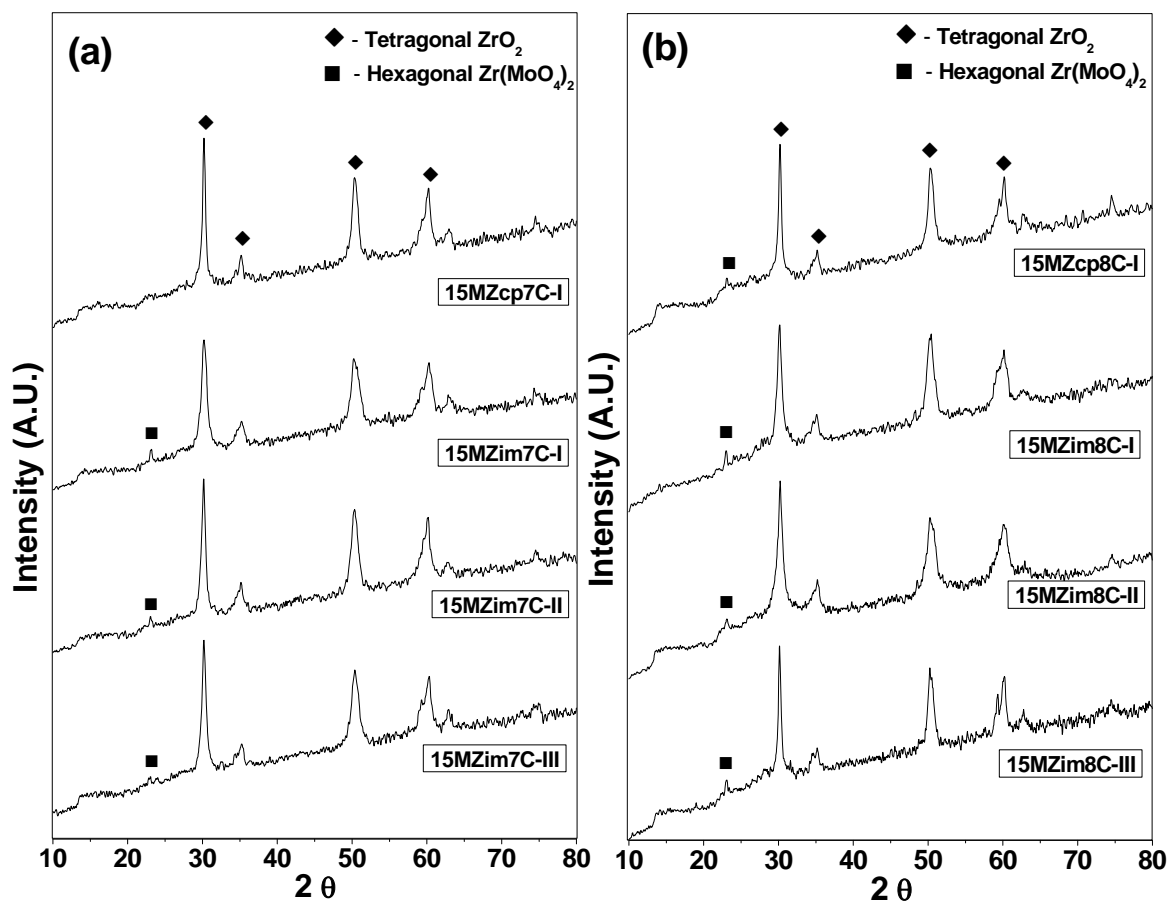 (a)
◆ - Tetragonal ZrO₂
■ - Hexagonal Zr(MoO₄)₂
15MZcp7C-I
15MZim7C-I
15MZim7C-II
15MZim7C-III
Intensity (A.U.)
10 20 30 40 50 60 70 80
2 θ
(b)
◆ - Tetragonal ZrO₂
■ - Hexagonal Zr(MoO₄)₂
15MZcp8C-I
15MZim8C-I
15MZim8C-II
15MZim8C-III
Intensity (A.U.)
10 20 30 40 50 60 70 80
2 θ